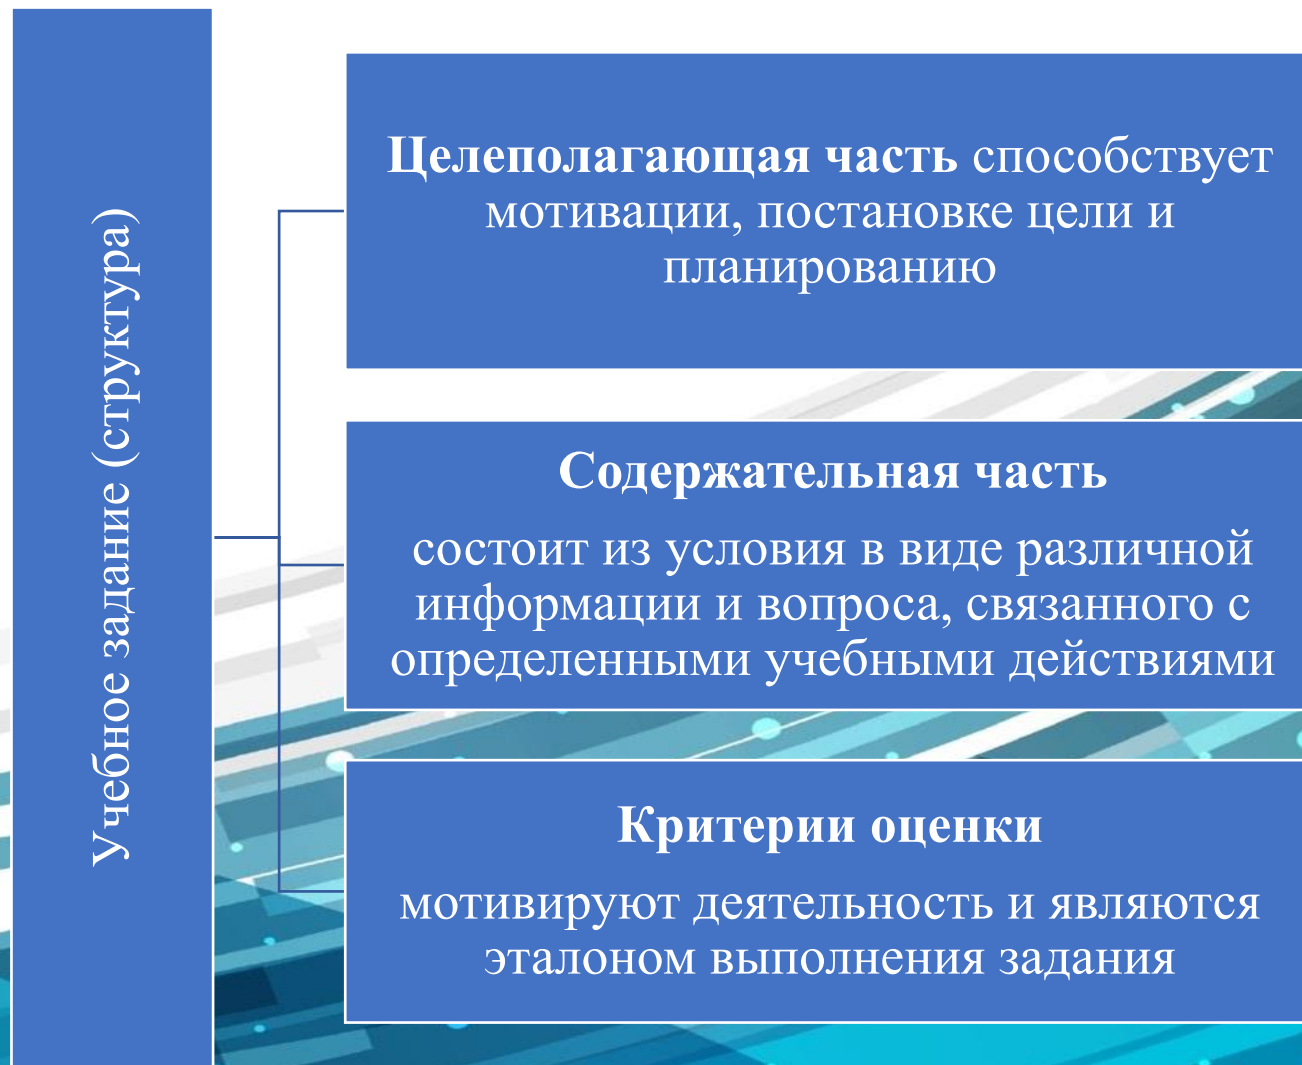 Учебное задание (структура)
Целеполагающая часть способствует
мотивации, постановке цели и
планированию
Содержательная часть
состоит из условия в виде различной
информации и вопроса, связанного с
определенными учебными действиями
Критерии оценки
мотивируют деятельность и являются
эталоном выполнения задания